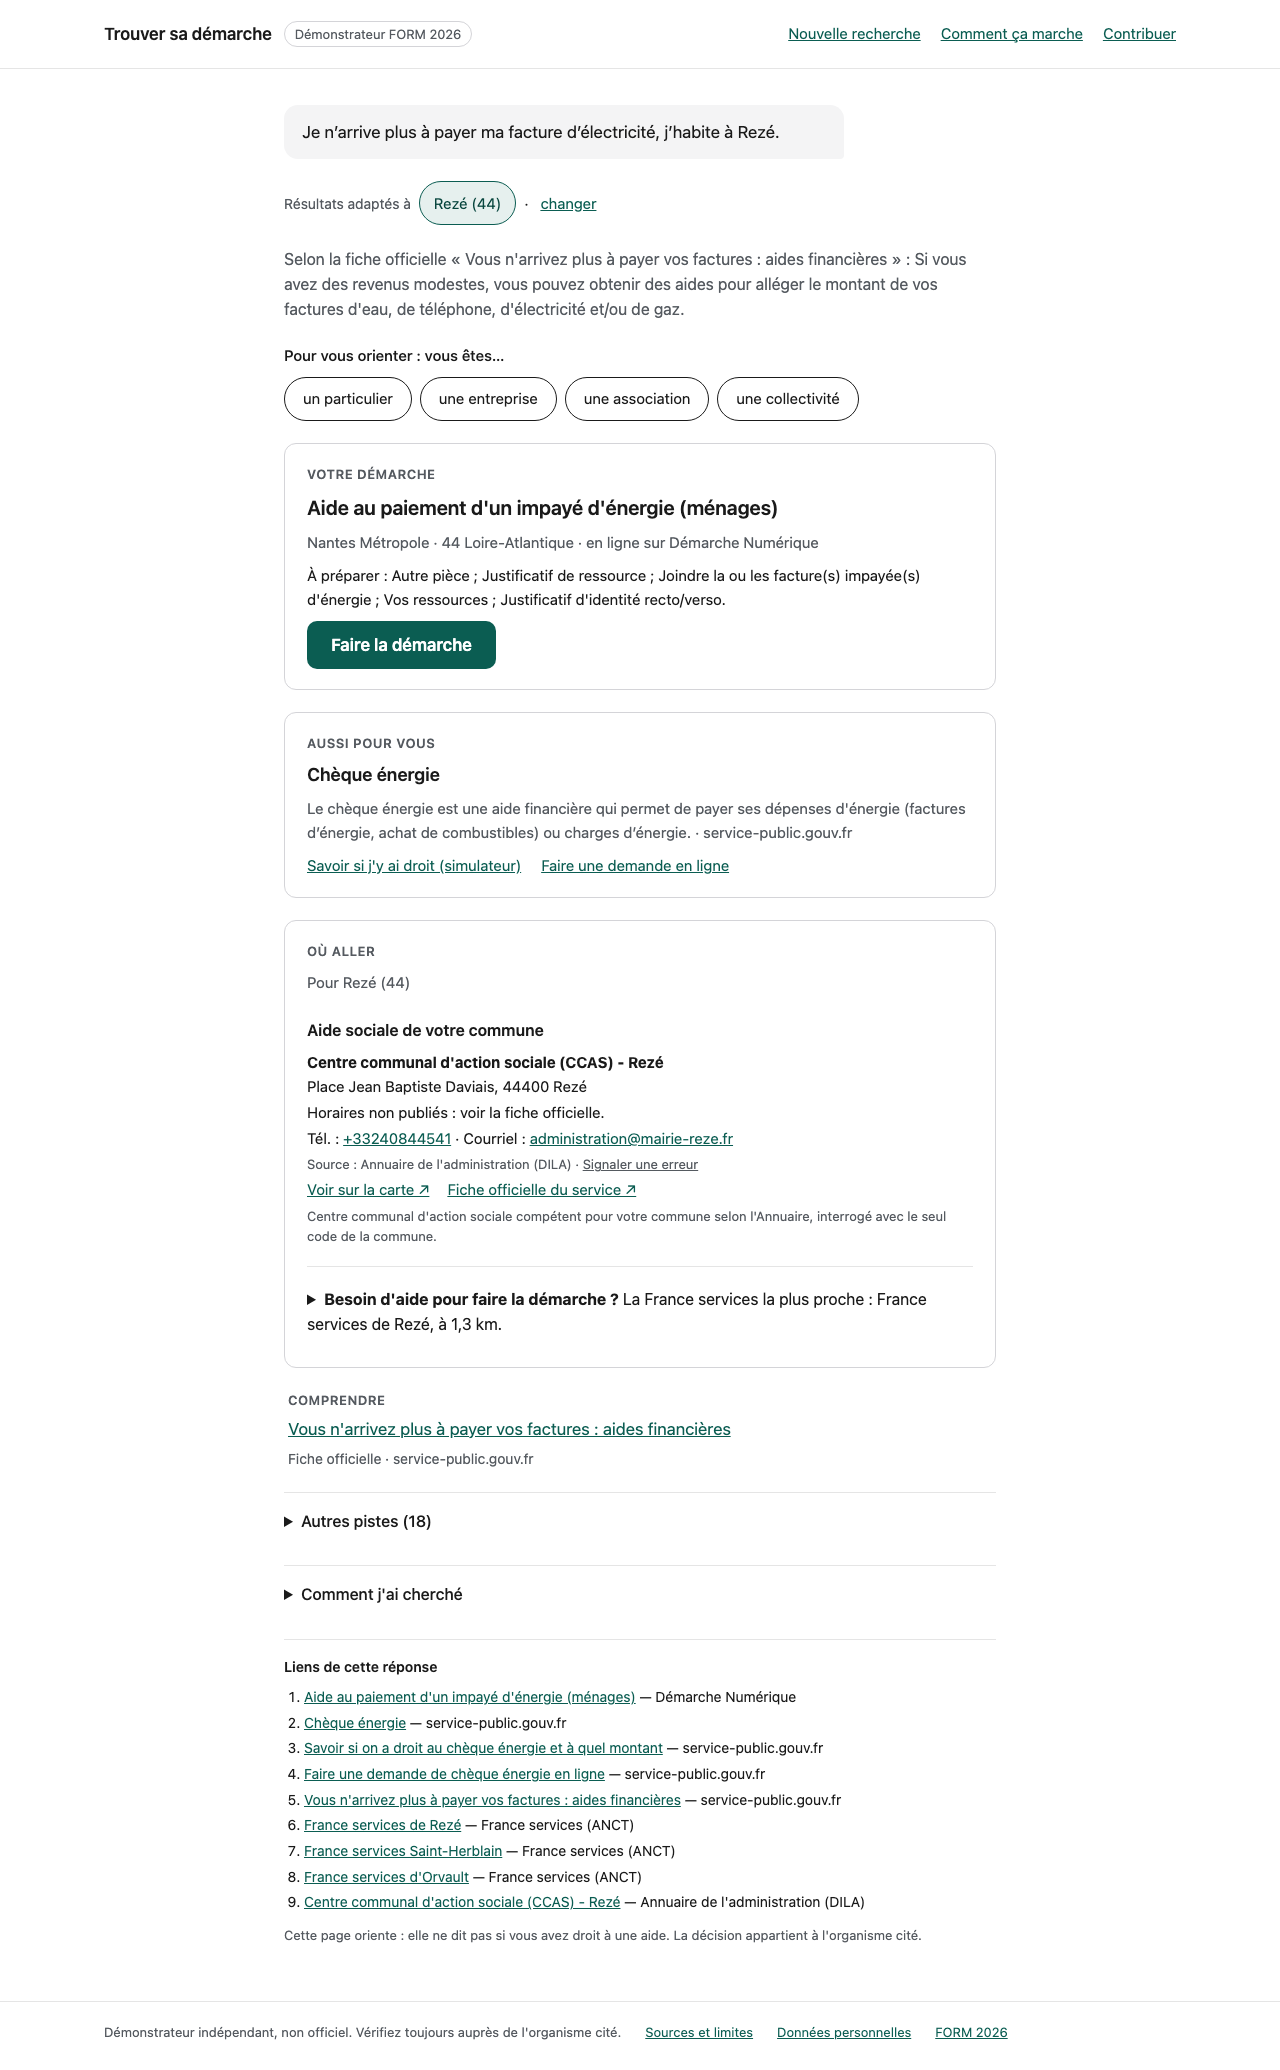 Trouver sa démarche
Démonstrateur FORM 2026
Nouvelle recherche
Comment ça marche
Contribuer
Je n’arrive plus à payer ma facture d’électricité, j’habite à Rezé.
Résultats adaptés à Rezé (44) · changer
Selon la fiche officielle « Vous n'arrivez plus à payer vos factures : aides financières » : Si vous
avez des revenus modestes, vous pouvez obtenir des aides pour alléger le montant de vos
factures d'eau, de téléphone, d'électricité et/ou de gaz.
Pour vous orienter : vous êtes...
un particulier
une entreprise
une association
une collectivité
VOTRE DÉMARCHE
Aide au paiement d'un impayé d'énergie (ménages)
Nantes Métropole · 44 Loire-Atlantique · en ligne sur Démarche Numérique
À préparer : Autre pièce ; Justificatif de ressource ; Joindre la ou les facture(s) impayée(s)
d'énergie ; Vos ressources ; Justificatif d'identité recto/verso.
Faire la démarche
AUSSI POUR VOUS
Chèque énergie
Le chèque énergie est une aide financière qui permet de payer ses dépenses d'énergie (factures
d’énergie, achat de combustibles) ou charges d’énergie. · service-public.gouv.fr
Savoir si j'y ai droit (simulateur)
Faire une demande en ligne
OÙ ALLER
Pour Rezé (44)
Aide sociale de votre commune
Centre communal d'action sociale (CCAS) - Rezé
Place Jean Baptiste Daviais, 44400 Rezé
Horaires non publiés : voir la fiche officielle.
Tél. : +33240844541 · Courriel : administration@mairie-reze.fr
Source : Annuaire de l'administration (DILA) · Signaler une erreur
Voir sur la carte ↗
Fiche officielle du service ↗
Centre communal d'action sociale compétent pour votre commune selon l'Annuaire, interrogé avec le seul
code de la commune.
▶ Besoin d'aide pour faire la démarche ? La France services la plus proche : France
services de Rezé, à 1,3 km.
COMPRENDRE
Vous n'arrivez plus à payer vos factures : aides financières
Fiche officielle · service-public.gouv.fr
▶ Autres pistes (18)
▶ Comment j'ai cherché
Liens de cette réponse
1. Aide au paiement d'un impayé d'énergie (ménages) — Démarche Numérique
2. Chèque énergie — service-public.gouv.fr
3. Savoir si on a droit au chèque énergie et à quel montant — service-public.gouv.fr
4. Faire une demande de chèque énergie en ligne — service-public.gouv.fr
5. Vous n'arrivez plus à payer vos factures : aides financières — service-public.gouv.fr
6. France services de Rezé — France services (ANCT)
7. France services Saint-Herblain — France services (ANCT)
8. France services d'Orvault — France services (ANCT)
9. Centre communal d'action sociale (CCAS) - Rezé — Annuaire de l'administration (DILA)
Cette page oriente : elle ne dit pas si vous avez droit à une aide. La décision appartient à l'organisme cité.
Démonstrateur indépendant, non officiel. Vérifiez toujours auprès de l'organisme cité.
Sources et limites
Données personnelles
FORM 2026